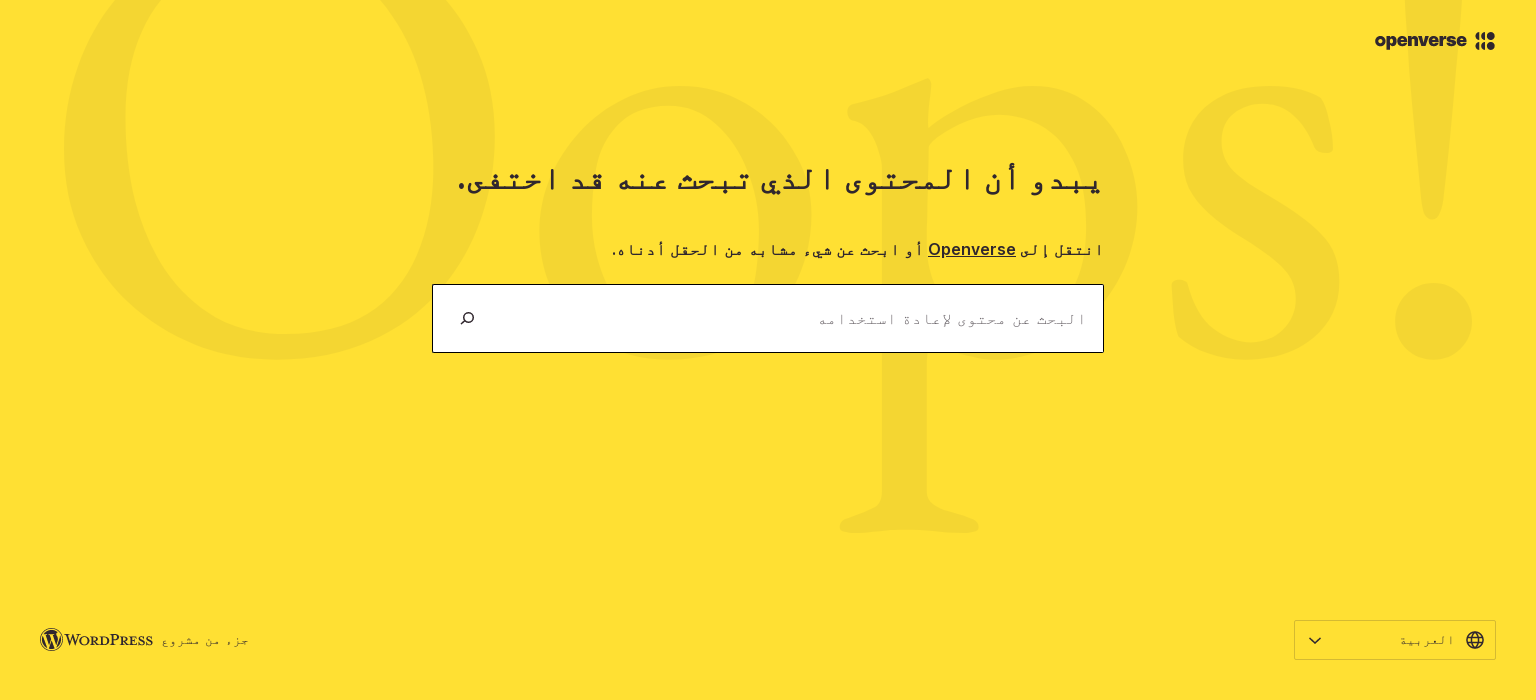 openverse
Oops!
يبدو أن المحتوى الذي تبحث عنه قد اختفى.
انتقل إلى Openverse أو ابحث عن شيء مشابه من الحقل أدناه.
البحث عن محتوى لإعادة استخدامه
العربية
جزء من مشروع WORDPRESS